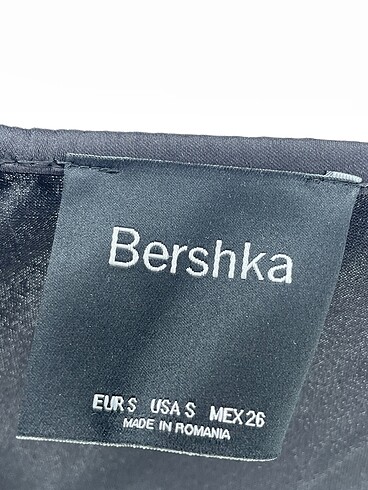 Bershka
EUR S USA S MEX 26
MADE IN ROMANIA